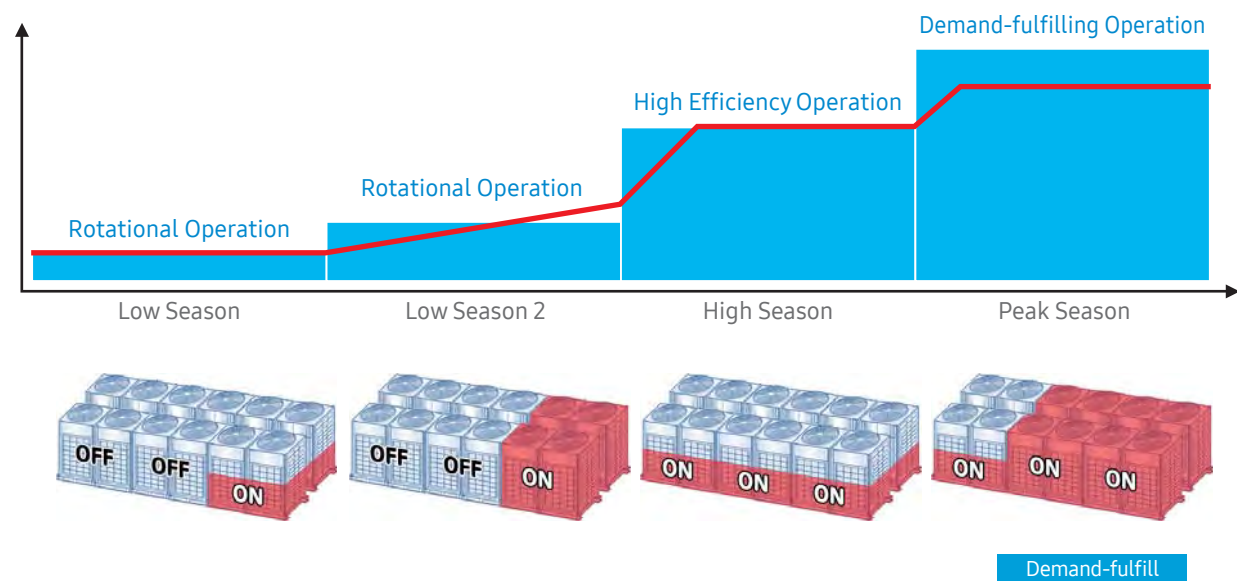 Demand-fulfilling Operation
High Efficiency Operation
Rotational Operation
Rotational Operation
Low Season
Low Season 2
High Season
Peak Season
OFF OFF ON
OFF OFF ON
ON ON ON
ON ON ON
Demand-fulfill